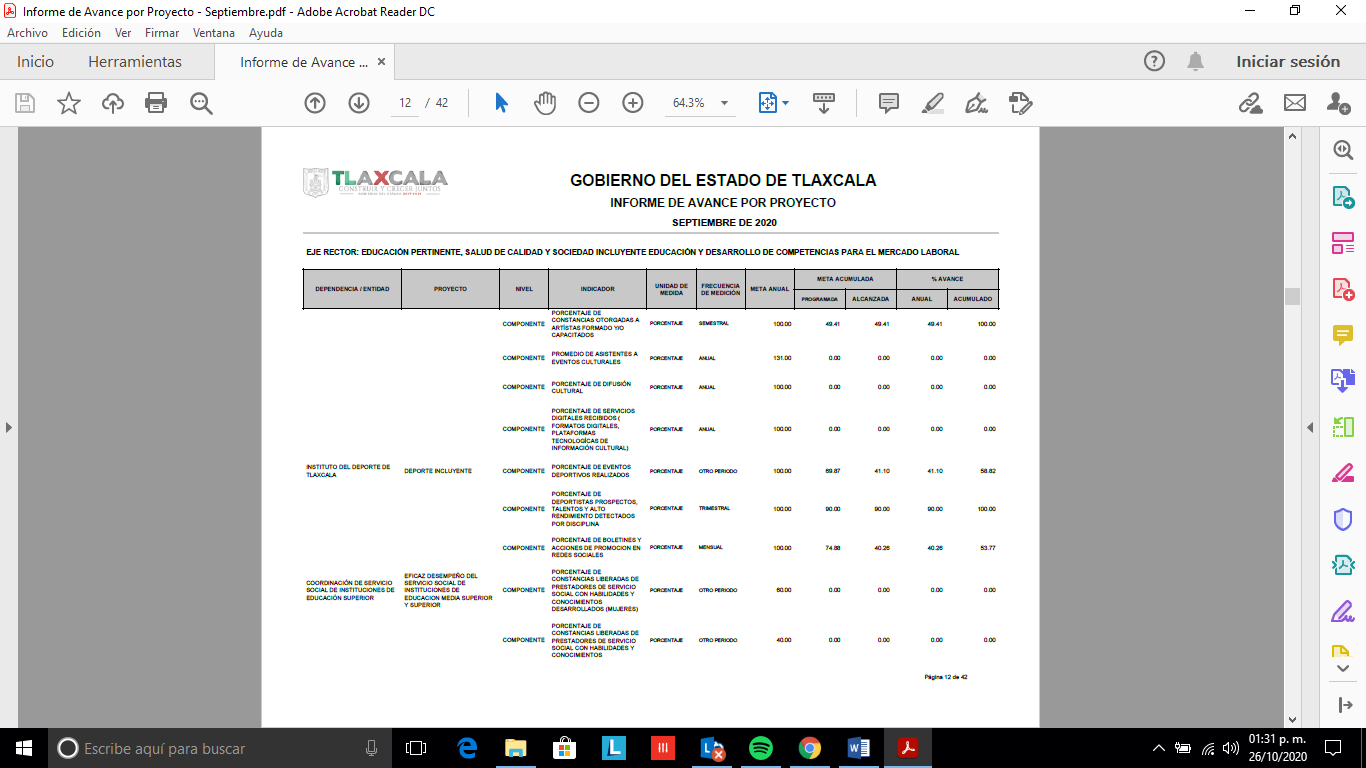 Informe de Avance por Proyecto - Septiembre.pdf - Adobe Acrobat Reader DC
Archivo Edición Ver Firmar Ventana Ayuda
Inicio Herramientas Informe de Avance ... × Iniciar sesión
12 / 42 64.3%
TLAXCALA
CONSTRUIR Y CRECER JUNTOS
GOBIERNO DEL ESTADO DE TLAXCALA
INFORME DE AVANCE POR PROYECTO
SEPTIEMBRE DE 2020
EJE RECTOR: EDUCACIÓN PERTINENTE, SALUD DE CALIDAD Y SOCIEDAD INCLUYENTE EDUCACIÓN Y DESARROLLO DE COMPETENCIAS PARA EL MERCADO LABORAL
DEPENDENCIA / ENTIDAD
PROYECTO
NIVEL
INDICADOR
UNIDAD DE
MEDIDA
FRECUENCIA
DE MEDICIÓN
META ANUAL
META ACUMULADA
PROGRAMADA ALCANZADA
% AVANCE
ANUAL ACUMULADO
COMPONENTE
PORCENTAJE DE
CONSTANCIAS OTORGADAS A
ARTÍSTAS FORMADO Y/O
CAPACITADOS
PORCENTAJE SEMESTRAL 100.00 49.41 49.41 49.41 100.00
COMPONENTE
PROMEDIO DE ASISTENTES A
EVENTOS CULTURALES
PORCENTAJE ANUAL 131.00 0.00 0.00 0.00 0.00
COMPONENTE
PORCENTAJE DE DIFUSIÓN
CULTURAL
PORCENTAJE ANUAL 100.00 0.00 0.00 0.00 0.00
COMPONENTE
PORCENTAJE DE SERVICIOS
DIGITALES RECIBIDOS (
FORMATOS DIGITALES,
PLATAFORMAS
TECNOLOGÍCAS DE
INFORMACIÓN CULTURAL)
PORCENTAJE ANUAL 100.00 0.00 0.00 0.00 0.00
INSTITUTO DEL DEPORTE DE
TLAXCALA
DEPORTE INCLUYENTE
COMPONENTE
PORCENTAJE DE EVENTOS
DEPORTIVOS REALIZADOS
PORCENTAJE OTRO PERIODO 100.00 69.87 41.10 41.10 58.82
COMPONENTE
PORCENTAJE DE
DEPORTISTAS PROSPECTOS,
TALENTOS Y ALTO
RENDIMIENTO DETECTADOS
POR DISCIPLINA
PORCENTAJE TRIMESTRAL 100.00 90.00 90.00 90.00 100.00
COMPONENTE
PORCENTAJE DE BOLETINES Y
ACCIONES DE PROMOCION EN
REDES SOCIALES
PORCENTAJE MENSUAL 100.00 74.88 40.26 40.26 53.77
COORDINACIÓN DE SERVICIO
SOCIAL DE INSTITUCIONES DE
EDUCACIÓN SUPERIOR
EFICAZ DESEMPEÑO DEL
SERVICIO SOCIAL DE
INSTITUCIONES DE
EDUCACION MEDIA SUPERIOR
Y SUPERIOR
COMPONENTE
PORCENTAJE DE
CONSTANCIAS LIBERADAS DE
PRESTADORES DE SERVICIO
SOCIAL CON HABILIDADES Y
CONOCIMIENTOS
DESARROLLADOS (MUJERES)
PORCENTAJE OTRO PERIODO 60.00 0.00 0.00 0.00 0.00
COMPONENTE
PORCENTAJE DE
CONSTANCIAS LIBERADAS DE
PRESTADORES DE SERVICIO
SOCIAL CON HABILIDADES Y
CONOCIMIENTOS
PORCENTAJE OTRO PERIODO 40.00 0.00 0.00 0.00 0.00
Página 12 de 42
Escribe aquí para buscar
01:31 p. m.
26/10/2020